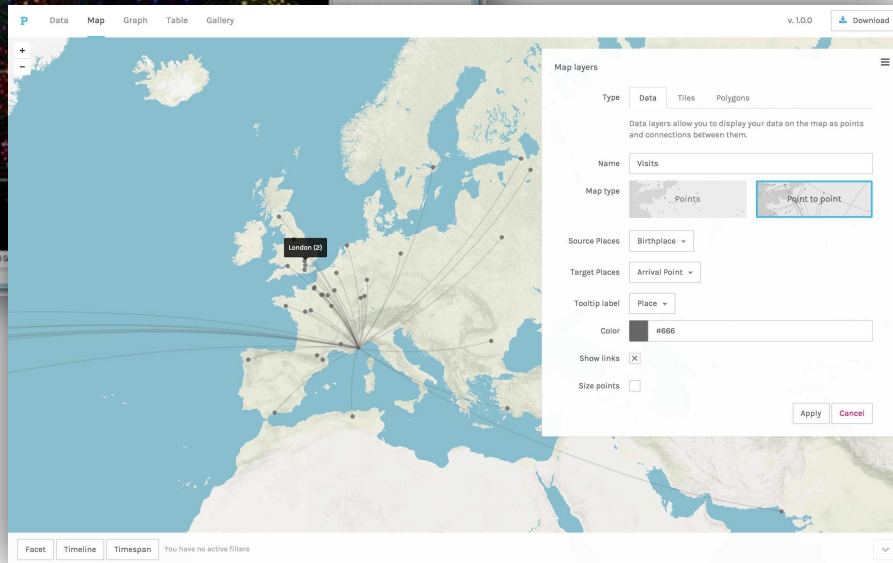 P Data Map Graph Table Gallery v. 1.0.0 Download
+
-
Map layers
Type Data Tiles Polygons
Data layers allow you to display your data on the map as points
and connections between them.
Name Visits
Map type Points Point to point
London (2)
Source Places Birthplace
Target Places Arrival Point
Tooltip label Place
Color #666
Show links X
Size points
Apply Cancel
Facet Timeline Timespan You have no active filters